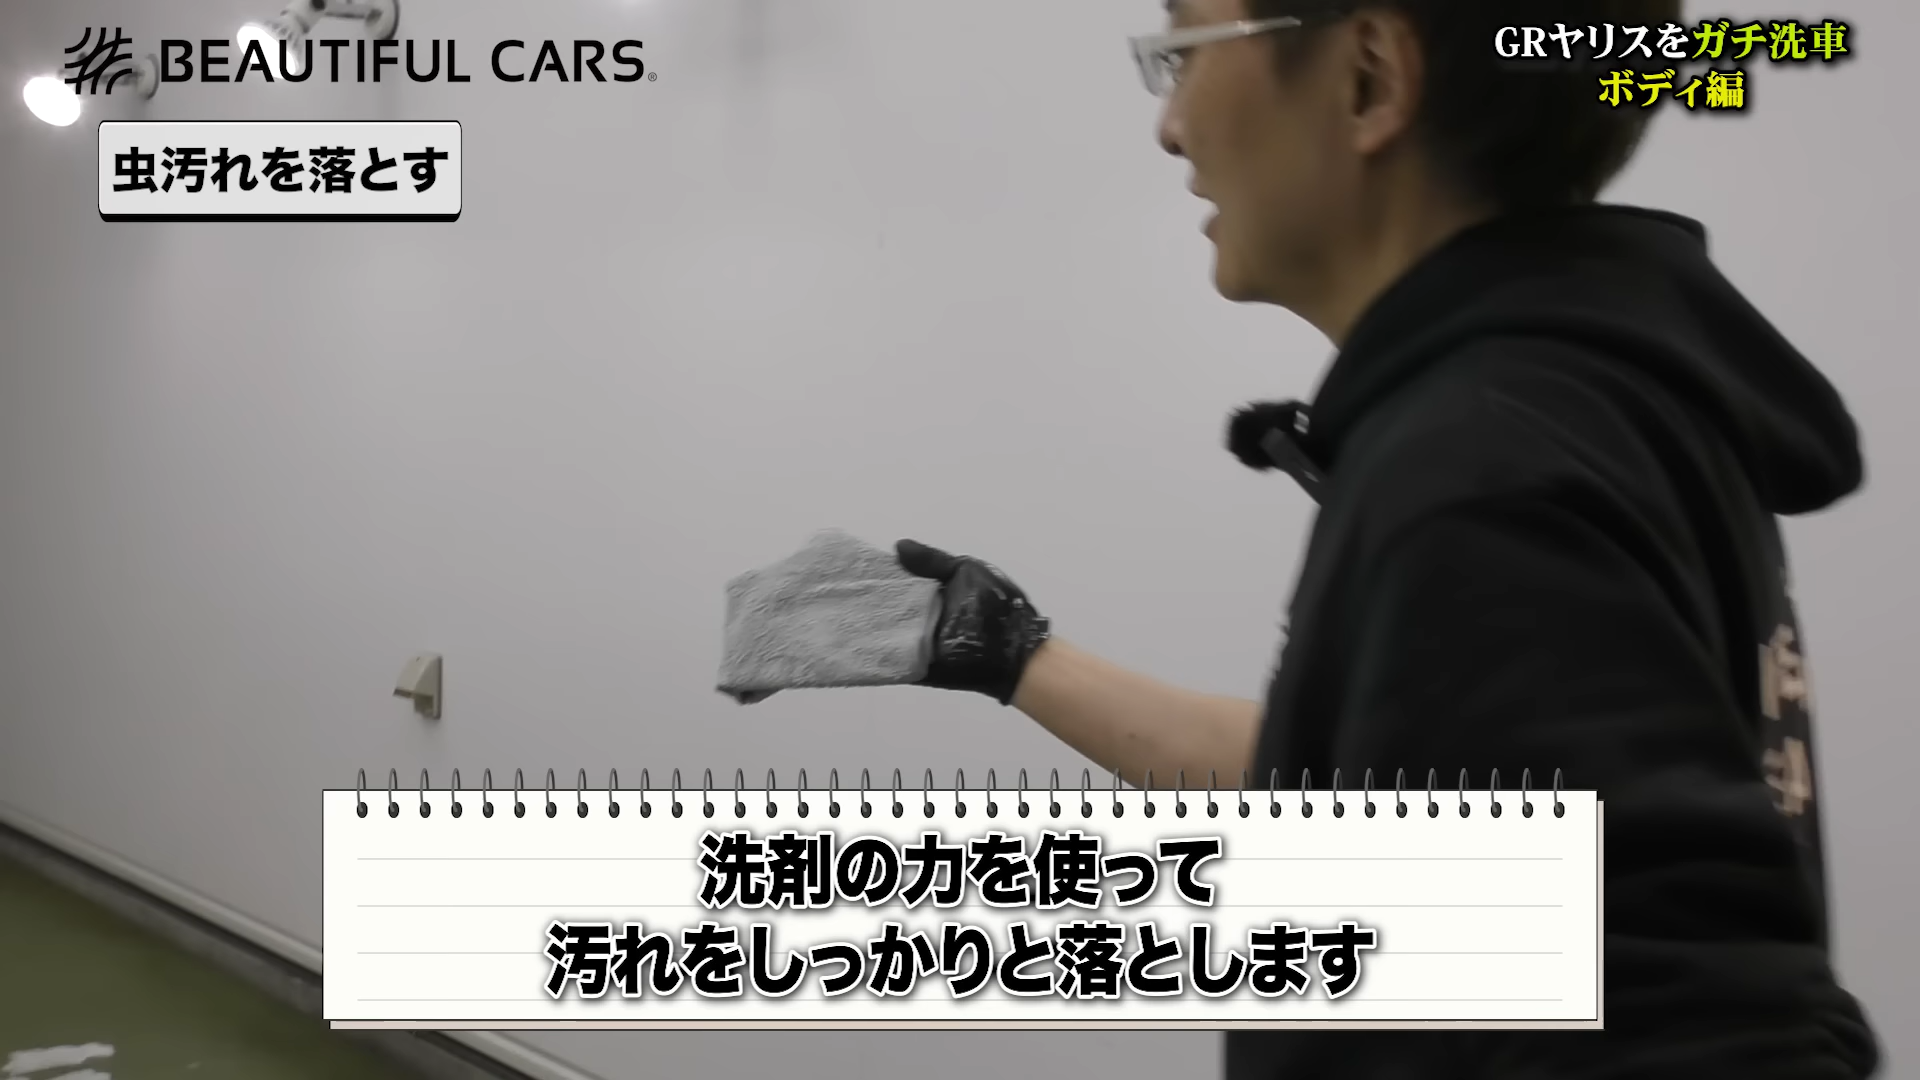 BEAUTIFUL CARS®
GRヤリスをガチ洗車
ボディ編
虫汚れを落とす
洗剤の力を使って
汚れをしっかりと落とします